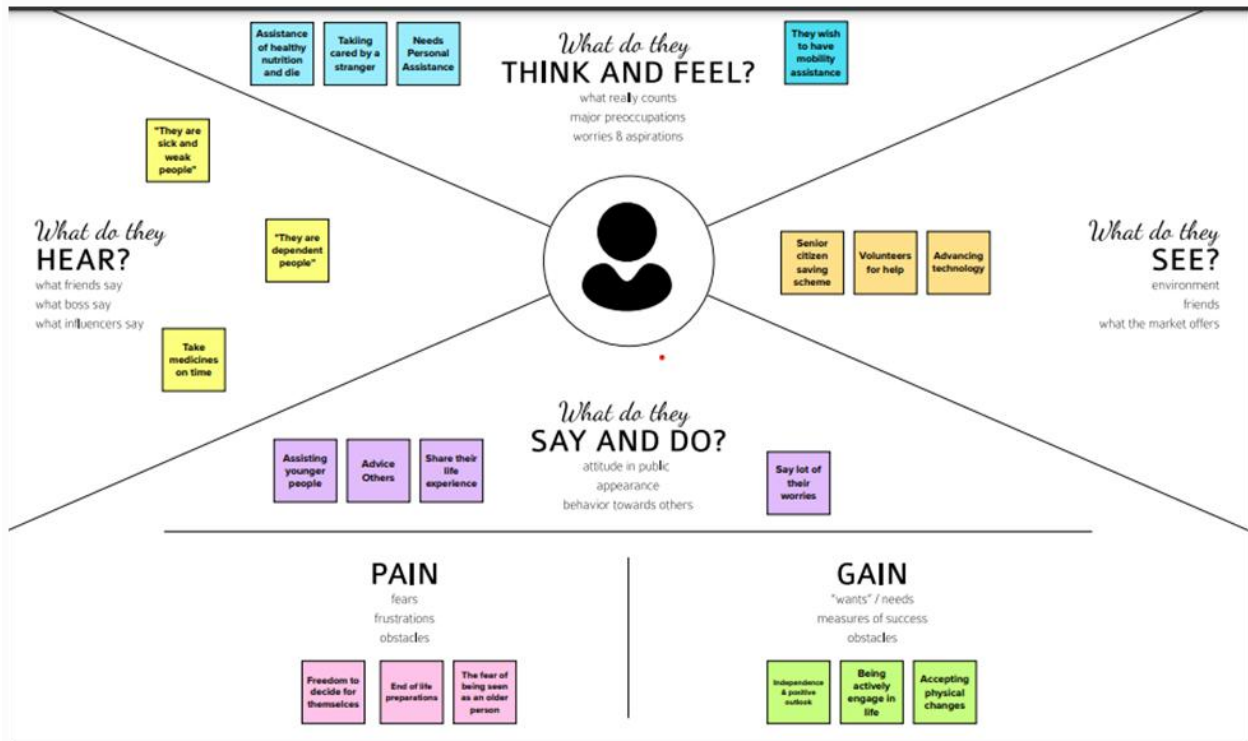 Assistance
of healthy
nutrition
and die
Takiing
cared by a
stranger
Needs
Personal
Assistance
What do they
THINK AND FEEL?
what really counts
major preoccupations
worries & aspirations
They wish
to have
mobility
assistance
"They are
sick and
weak
people"
What do they
HEAR?
what friends say
what boss say
what influencers say
"They are
dependent
people"
Take
medicines
on time
Senior
citizen
saving
scheme
Volunteers
for help
Advancing
technology
What do they
SEE?
environment
friends
what the market offers
What do they
SAY AND DO?
attitude in public
appearance
behavior towards others
Assisting
younger
people
Advice
Others
Share their
life
experience
Say lot of
their
worries
PAIN
fears
frustrations
obstacles
Freedom to
decide for
themselces
End of life
preparations
The fear of
being seen
as an older
person
GAIN
"wants" / needs
measures of success
obstacles
Independence
& positive
outlook
Being
actively
engage in
life
Accepting
physical
changes